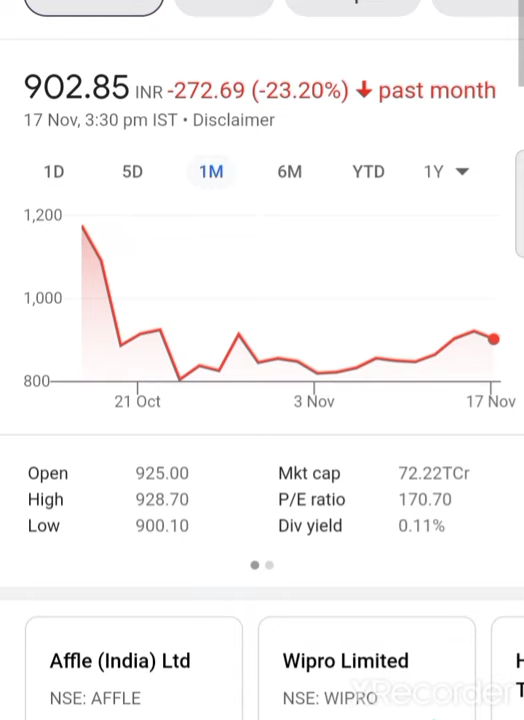 902.85 INR -272.69 (-23.20%) ↓ past month
17 Nov, 3:30 pm IST • Disclaimer
1D 5D 1M 6M YTD 1Y
1,200
1,000
800
21 Oct 3 Nov 17 Nov
Open 925.00 Mkt cap 72.22TCr
High 928.70 P/E ratio 170.70
Low 900.10 Div yield 0.11%
Affle (India) Ltd Wipro Limited
NSE: AFFLE NSE: WIPRO
XRecorder